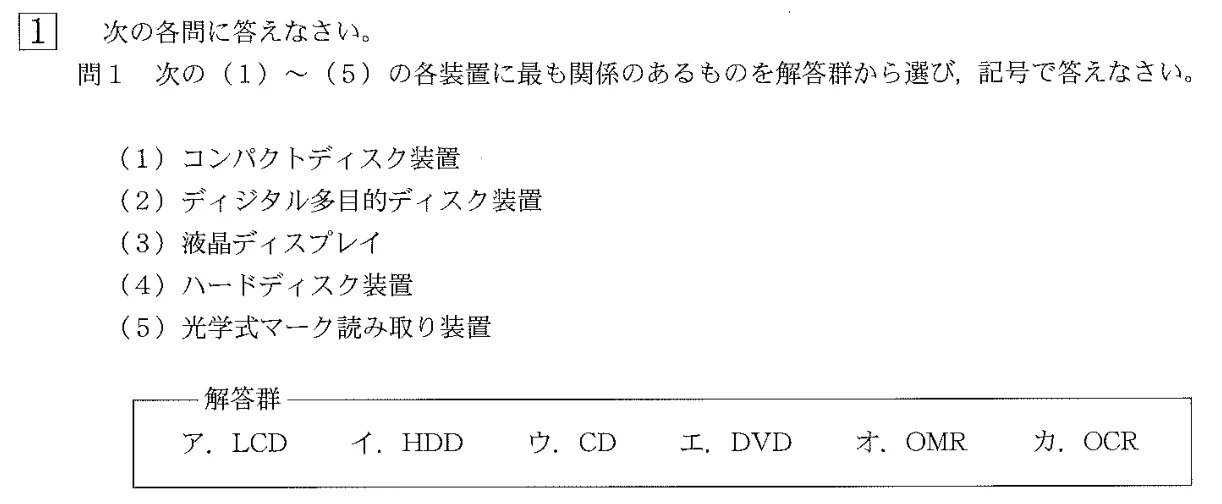 1 次の各問に答えなさい。
問1 次の(1)~(5)の各装置に最も関係のあるものを解答群から選び,記号で答えなさい。
(1)コンパクトディスク装置
(2)ディジタル多目的ディスク装置
(3)液晶ディスプレイ
(4)ハードディスク装置
(5)光学式マーク読み取り装置
解答群
ア.LCD イ.HDD ウ.CD エ.DVD オ.OMR カ.OCR